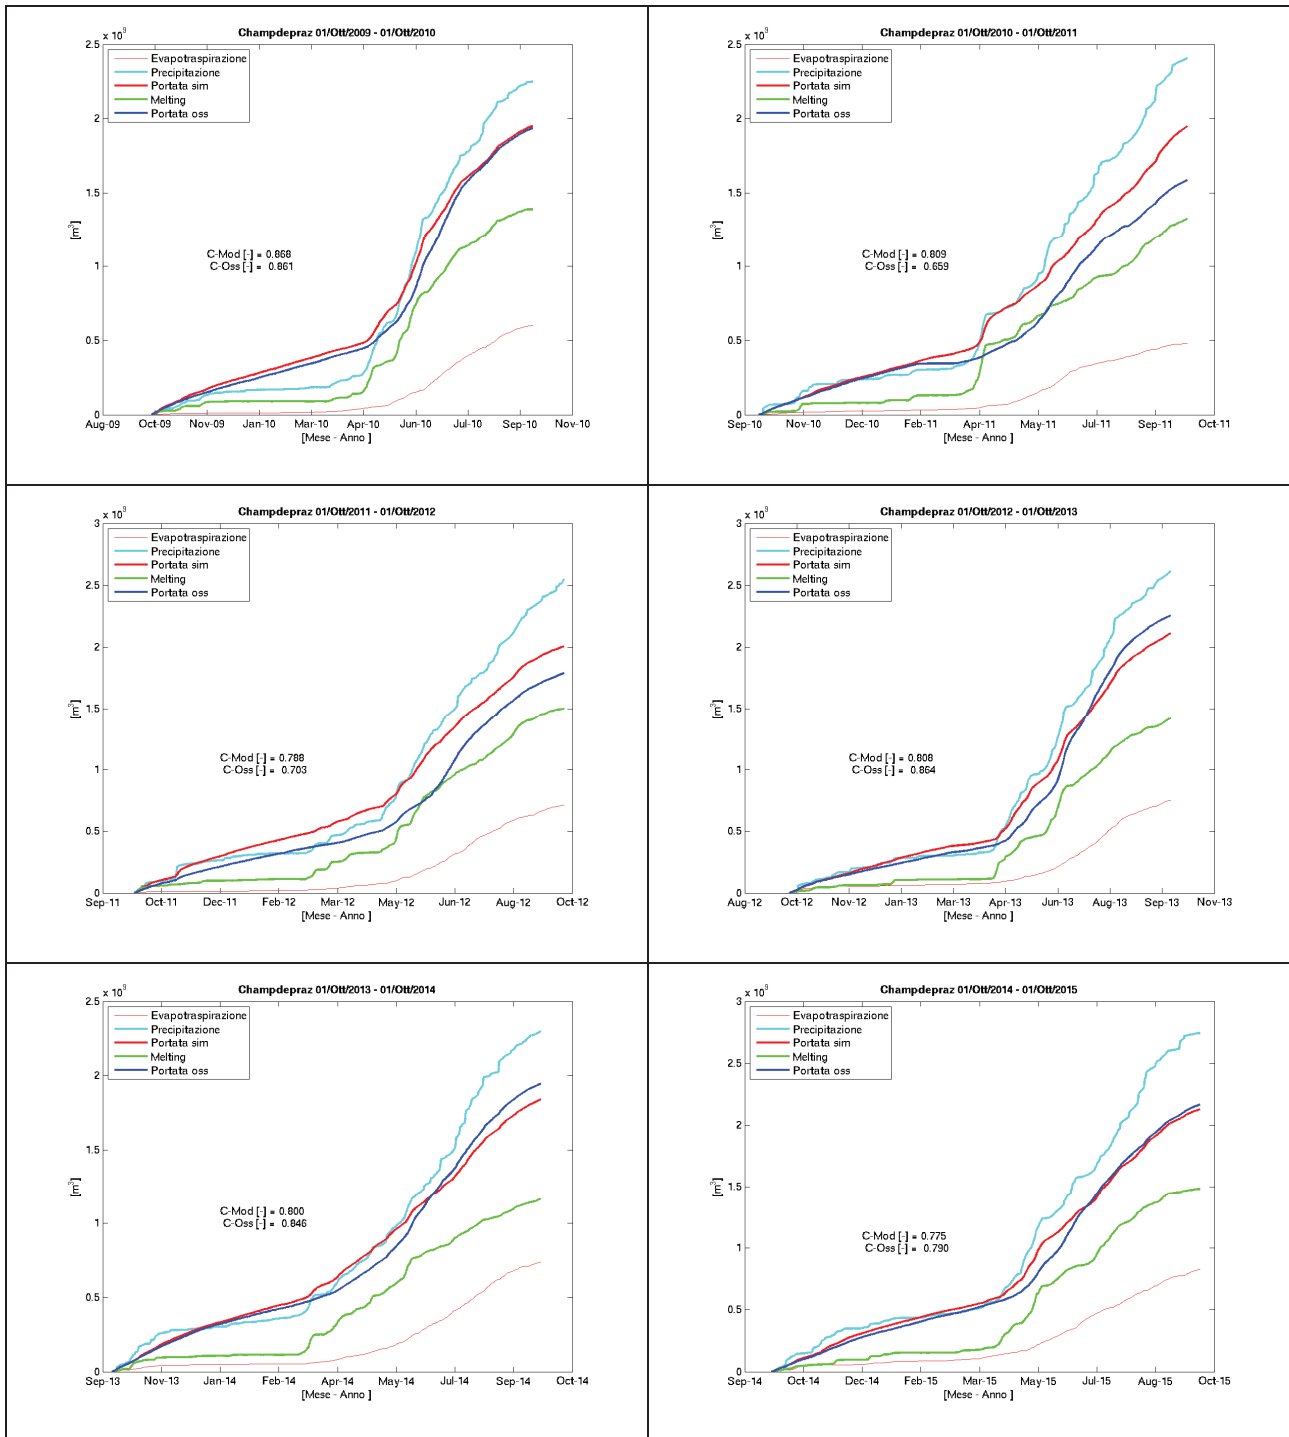 Champdepraz 01/Ott/2009 - 01/Ott/2010
x 10⁹
2.5
2
1.5
1
0.5
0
[m³]
Evapotraspirazione
Precipitazione
Portata sim
Melting
Portata oss
C-Mod [-] = 0.868
C-Oss [-] = 0.861
Aug-09 Oct-09 Nov-09 Jan-10 Mar-10 Apr-10 Jun-10 Jul-10 Sep-10 Nov-10
[Mese - Anno ]
Champdepraz 01/Ott/2010 - 01/Ott/2011
x 10⁹
2.5
2
1.5
1
0.5
0
[m³]
Evapotraspirazione
Precipitazione
Portata sim
Melting
Portata oss
C-Mod [-] = 0.809
C-Oss [-] = 0.659
Sep-10 Nov-10 Dec-10 Feb-11 Apr-11 May-11 Jul-11 Sep-11 Oct-11
[Mese - Anno ]
Champdepraz 01/Ott/2011 - 01/Ott/2012
x 10⁹
3
2.5
2
1.5
1
0.5
0
[m³]
Evapotraspirazione
Precipitazione
Portata sim
Melting
Portata oss
C-Mod [-] = 0.788
C-Oss [-] = 0.703
Sep-11 Oct-11 Dec-11 Feb-12 Mar-12 May-12 Jun-12 Aug-12 Oct-12
[Mese - Anno ]
Champdepraz 01/Ott/2012 - 01/Ott/2013
x 10⁹
3
2.5
2
1.5
1
0.5
0
[m³]
Evapotraspirazione
Precipitazione
Portata sim
Melting
Portata oss
C-Mod [-] = 0.808
C-Oss [-] = 0.864
Aug-12 Oct-12 Nov-12 Jan-13 Mar-13 Apr-13 Jun-13 Aug-13 Sep-13 Nov-13
[Mese - Anno ]
Champdepraz 01/Ott/2013 - 01/Ott/2014
x 10⁹
2.5
2
1.5
1
0.5
0
[m³]
Evapotraspirazione
Precipitazione
Portata sim
Melting
Portata oss
C-Mod [-] = 0.800
C-Oss [-] = 0.846
Sep-13 Nov-13 Jan-14 Feb-14 Apr-14 May-14 Jul-14 Sep-14 Oct-14
[Mese - Anno ]
Champdepraz 01/Ott/2014 - 01/Ott/2015
x 10⁹
3
2.5
2
1.5
1
0.5
0
[m³]
Evapotraspirazione
Precipitazione
Portata sim
Melting
Portata oss
C-Mod [-] = 0.775
C-Oss [-] = 0.790
Sep-14 Oct-14 Dec-14 Feb-15 Mar-15 May-15 Jul-15 Aug-15 Oct-15
[Mese - Anno ]